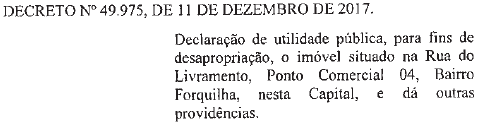 DECRETO Nº 49.975, DE 11 DE DEZEMBRO DE 2017.
Declaração de utilidade pública, para fins de
desapropriação, o imóvel situado na Rua do
Livramento, Ponto Comercial 04, Bairro
Forquilha, nesta Capital, e dá outras
providências.